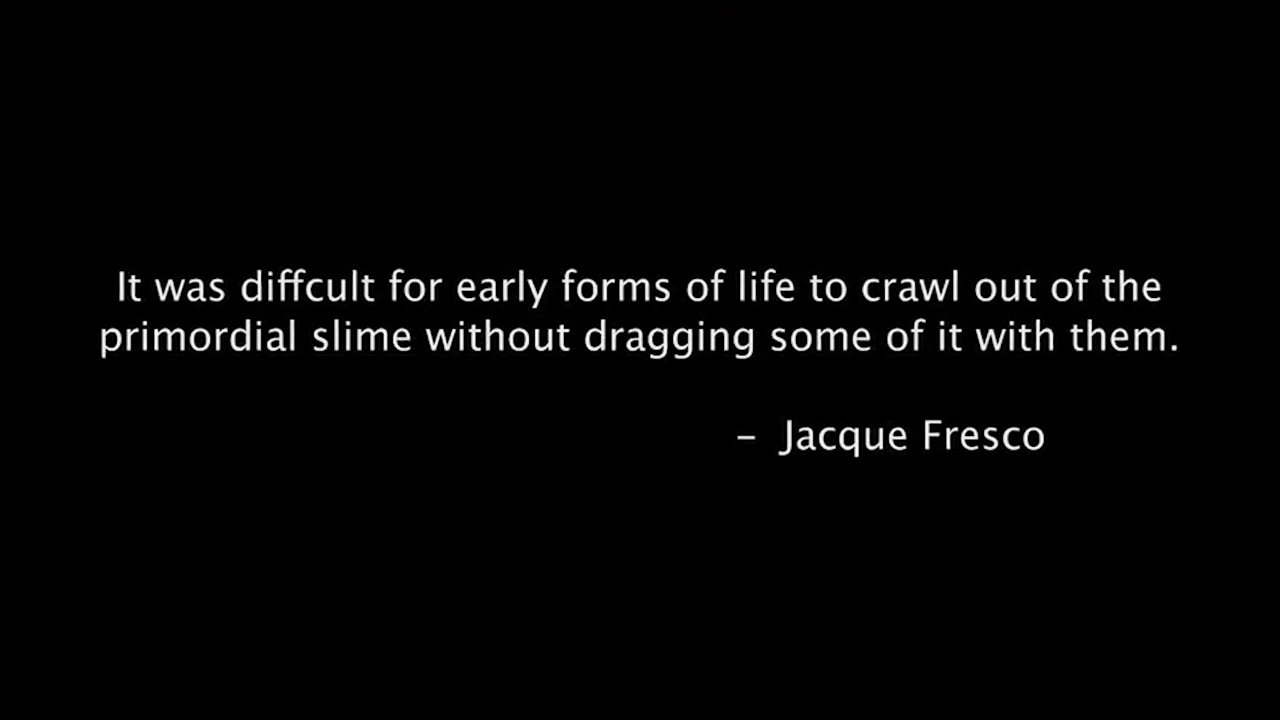 It was diffcult for early forms of life to crawl out of the
primordial slime without dragging some of it with them.
– Jacque Fresco